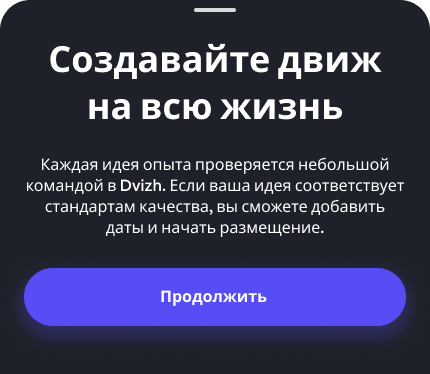 Создавайте движ
на всю жизнь
Каждая идея опыта проверяется небольшой
командой в Dvizh. Если ваша идея соответствует
стандартам качества, вы сможете добавить
даты и начать размещение.
Продолжить